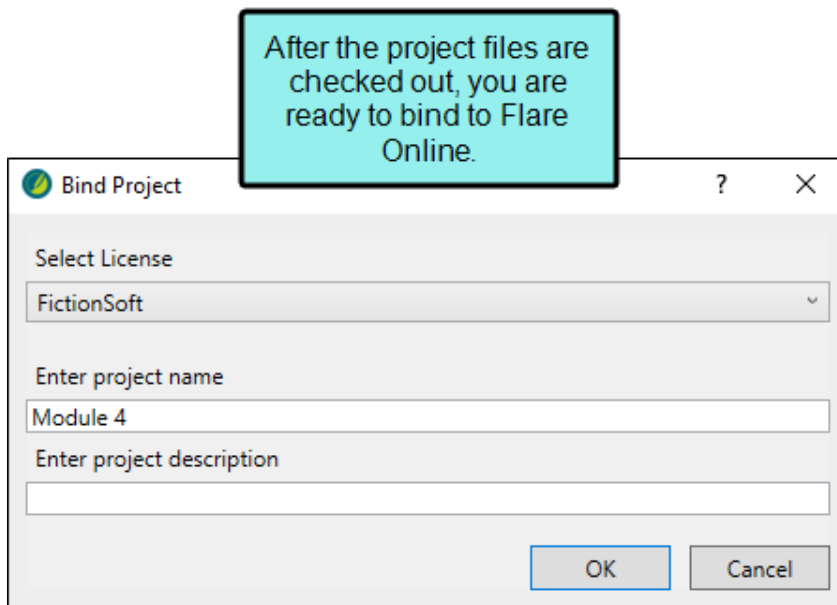 After the project files are
checked out, you are
ready to bind to Flare
Online.
Bind Project
?
Select License
FictionSoft
Enter project name
Module 4
Enter project description
OK
Cancel